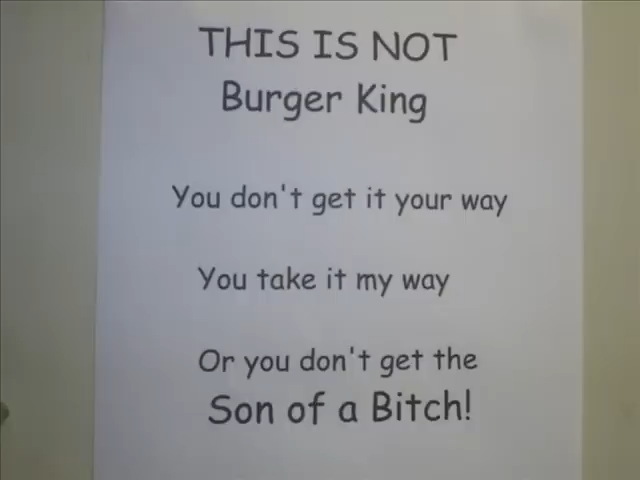 THIS IS NOT
Burger King
You don't get it your way
You take it my way
Or you don't get the
Son of a Bitch!